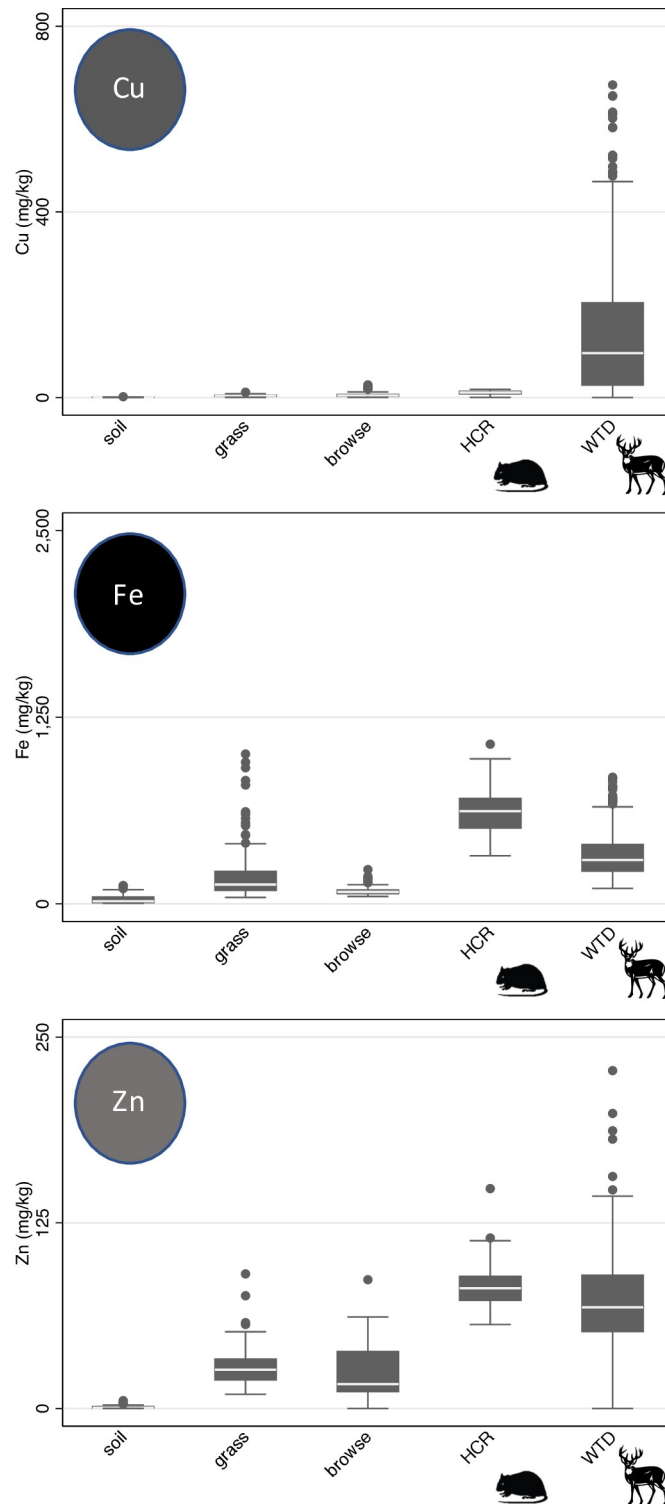 800
Cu
Cu (mg/kg)
400
0
soil
grass
browse
HCR
WTD
2,500
Fe
Fe (mg/kg)
1,250
0
soil
grass
browse
HCR
WTD
250
Zn
Zn (mg/kg)
125
0
soil
grass
browse
HCR
WTD